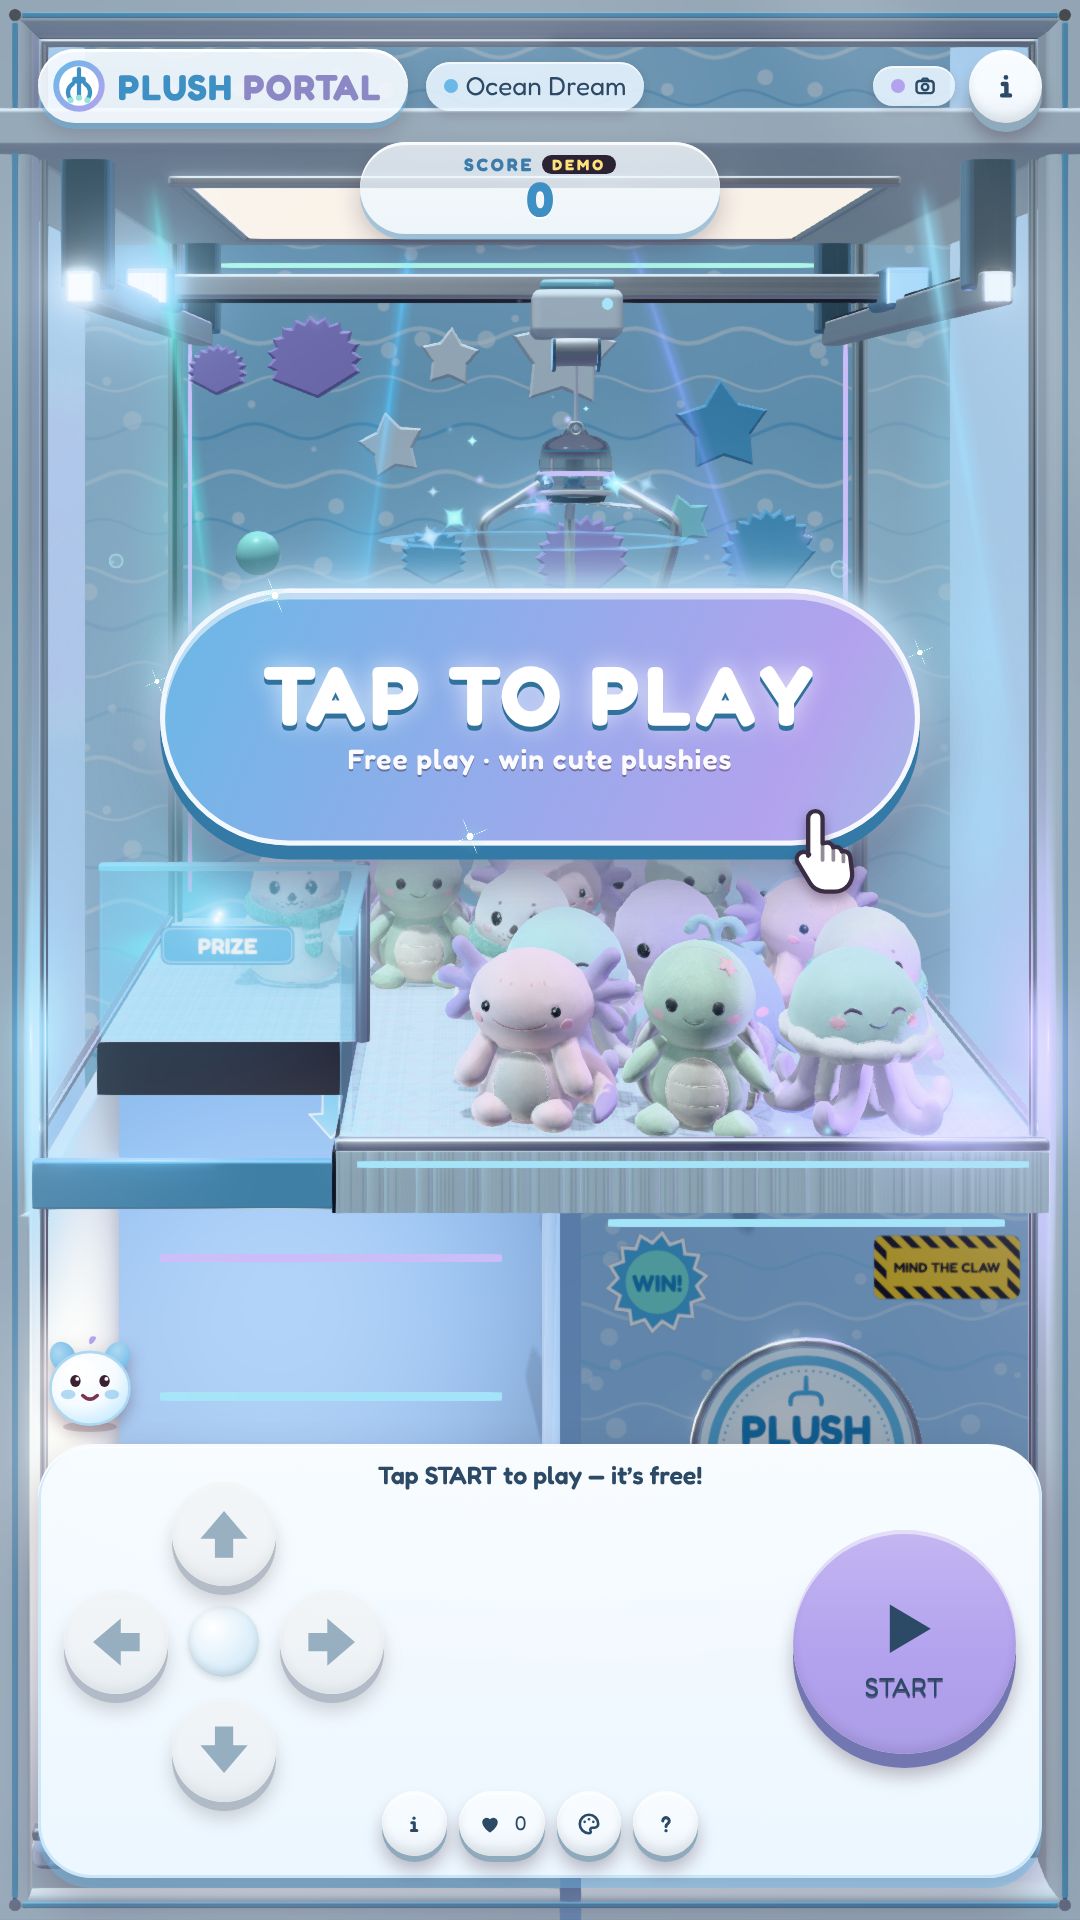 PLUSH PORTAL
Ocean Dream
i
SCORE DEMO
0
TAP TO PLAY
Free play · win cute plushies
PRIZE
WIN!
MIND THE CLAW
PLUSH
Tap START to play – it’s free!
START
i
0
?